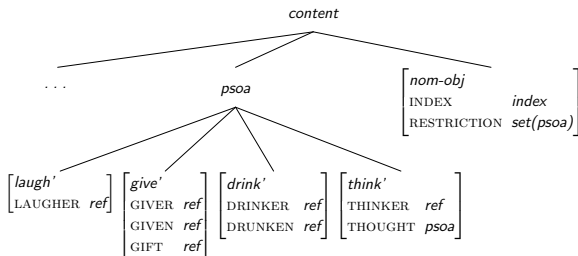 content
. . .
psoa
nom-obj
INDEX index
RESTRICTION set(psoa)
laugh'
LAUGHER ref
give'
GIVER ref
GIVEN ref
GIFT ref
drink'
DRINKER ref
DRUNKEN ref
think'
THINKER ref
THOUGHT psoa